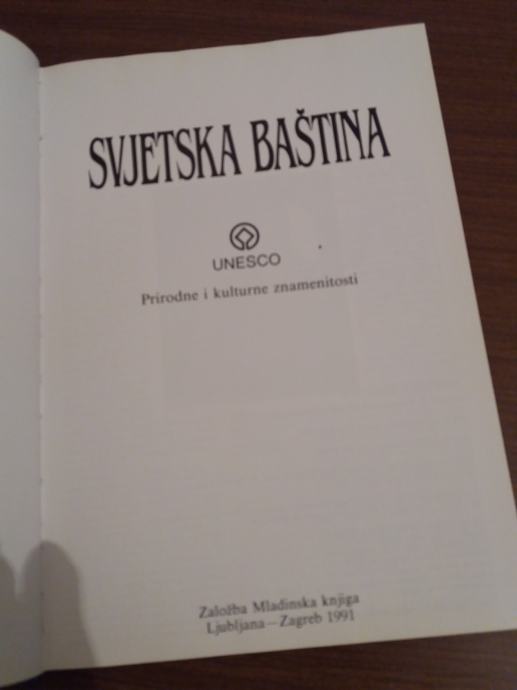 SVJETSKA BAŠTINA
UNESCO
Prirodne i kulturne znamenitosti
Založba Mladinska knjiga
Ljubljana—Zagreb 1991